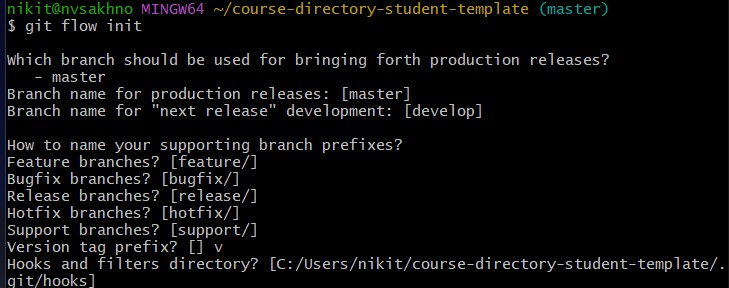 nikit@nvsakhno MINGW64 ~/course-directory-student-template (master)
$ git flow init
Which branch should be used for bringing forth production releases?
- master
Branch name for production releases: [master]
Branch name for "next release" development: [develop]
How to name your supporting branch prefixes?
Feature branches? [feature/]
Bugfix branches? [bugfix/]
Release branches? [release/]
Hotfix branches? [hotfix/]
Support branches? [support/]
Version tag prefix? [] v
Hooks and filters directory? [C:/Users/nikit/course-directory-student-template/.
git/hooks]